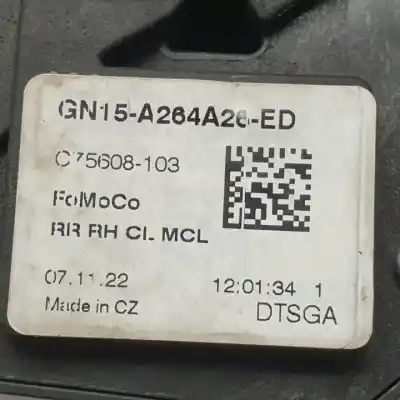 GN15-A264A26-ED
C75608-103
FoMoCo
RR RH CL MCL
07.11.22 12:01:34 1
Made in CZ DTSGA